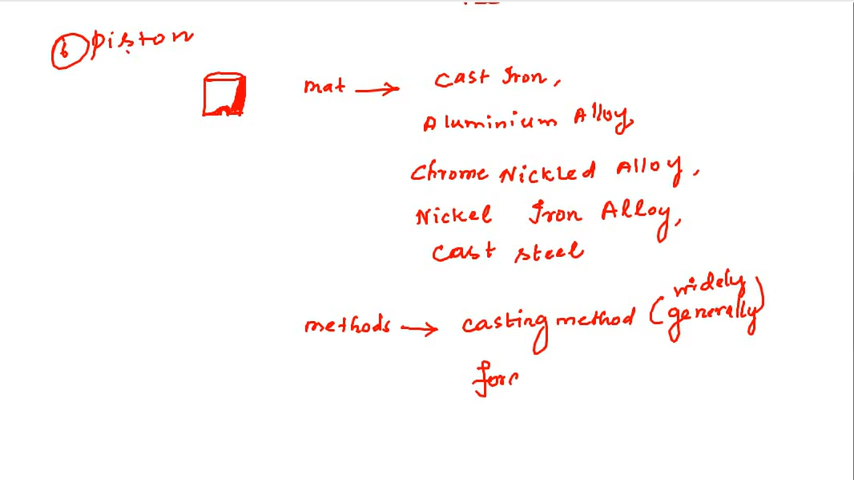 6 piston
mat → Cast Iron,
Aluminium Alloy,
Chrome Nickled Alloy,
Nickel Iron Alloy,
Cast steel
methods → casting method (widely generally)
forc